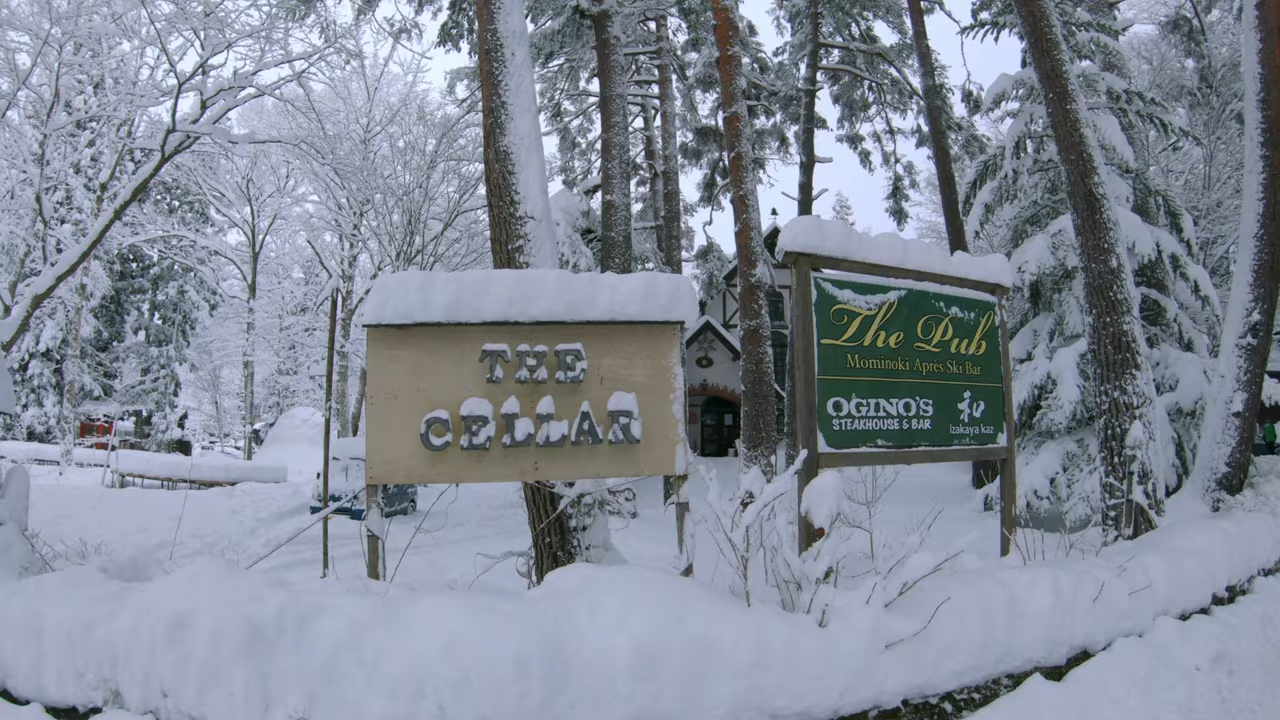 THE
CELLAR
The Pub
Mominoki Apres Ski Bar
OGINO'S
STEAKHOUSE & BAR
和
Izakaya kaz